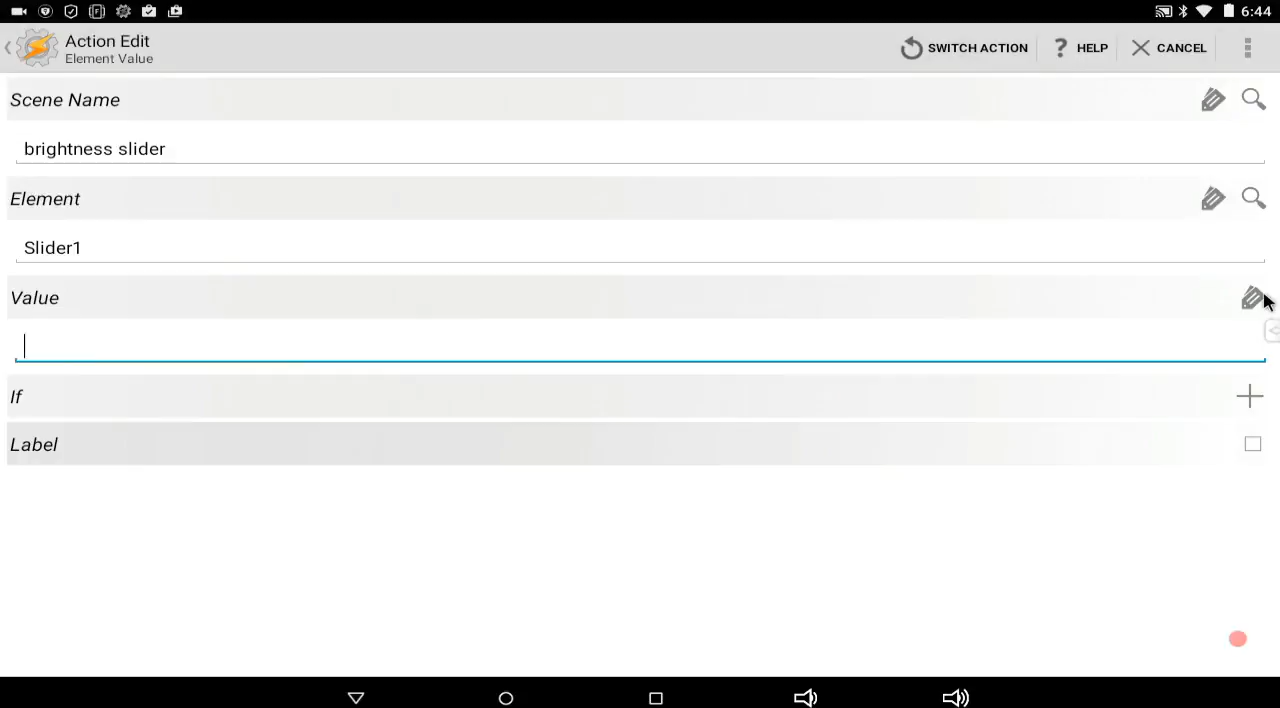 6:44
Action Edit
Element Value
SWITCH ACTION
? HELP
CANCEL
Scene Name
brightness slider
Element
Slider1
Value
If
Label